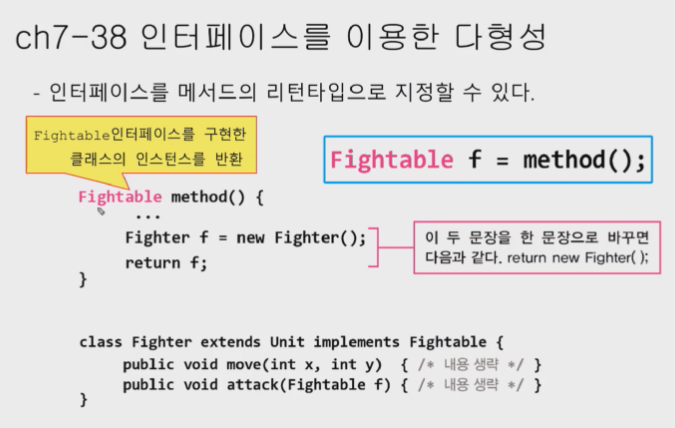 ch7-38 인터페이스를 이용한 다형성
- 인터페이스를 메서드의 리턴타입으로 지정할 수 있다.
Fightable인터페이스를 구현한
클래스의 인스턴스를 반환
Fightable f = method();
Fightable method() {
...
Fighter f = new Fighter();
return f;
}
이 두 문장을 한 문장으로 바꾸면
다음과 같다. return new Fighter( );
class Fighter extends Unit implements Fightable {
public void move(int x, int y) { /* 내용 생략 */ }
public void attack(Fightable f) { /* 내용 생략 */ }
}